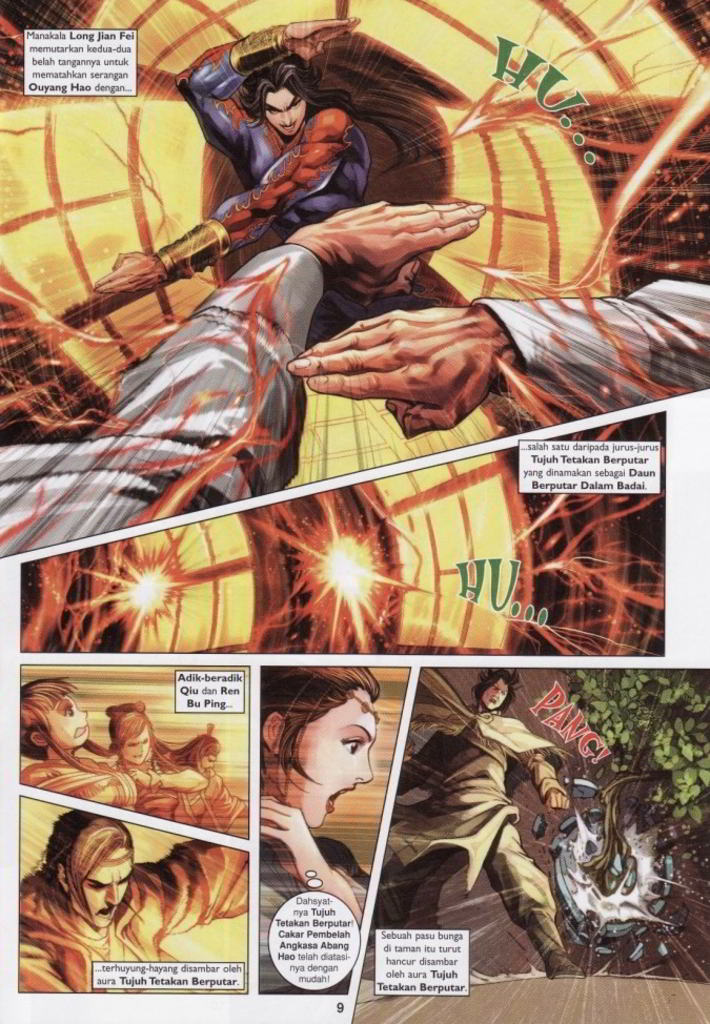 Manakala Long Jian Fei
memutarkan kedua-dua
belah tangannya untuk
mematahkan serangan
Ouyang Hao dengan...
HU...
...salah satu daripada jurus-jurus
Tujuh Tetakan Berputar
yang dinamakan sebagai Daun
Berputar Dalam Badai.
HU...
Adik-beradik
Qiu dan Ren
Bu Ping...
...terhuyung-hayang disambar oleh
aura Tujuh Tetakan Berputar.
Dahsyat-
nya Tujuh
Tetakan Berputar!
Cakar Pembelah
Angkasa Abang
Hao telah diatasi-
nya dengan
mudah!
PANG!
Sebuah pasu bunga
di taman itu turut
hancur disambar
oleh aura Tujuh
Tetakan Berputar.
9